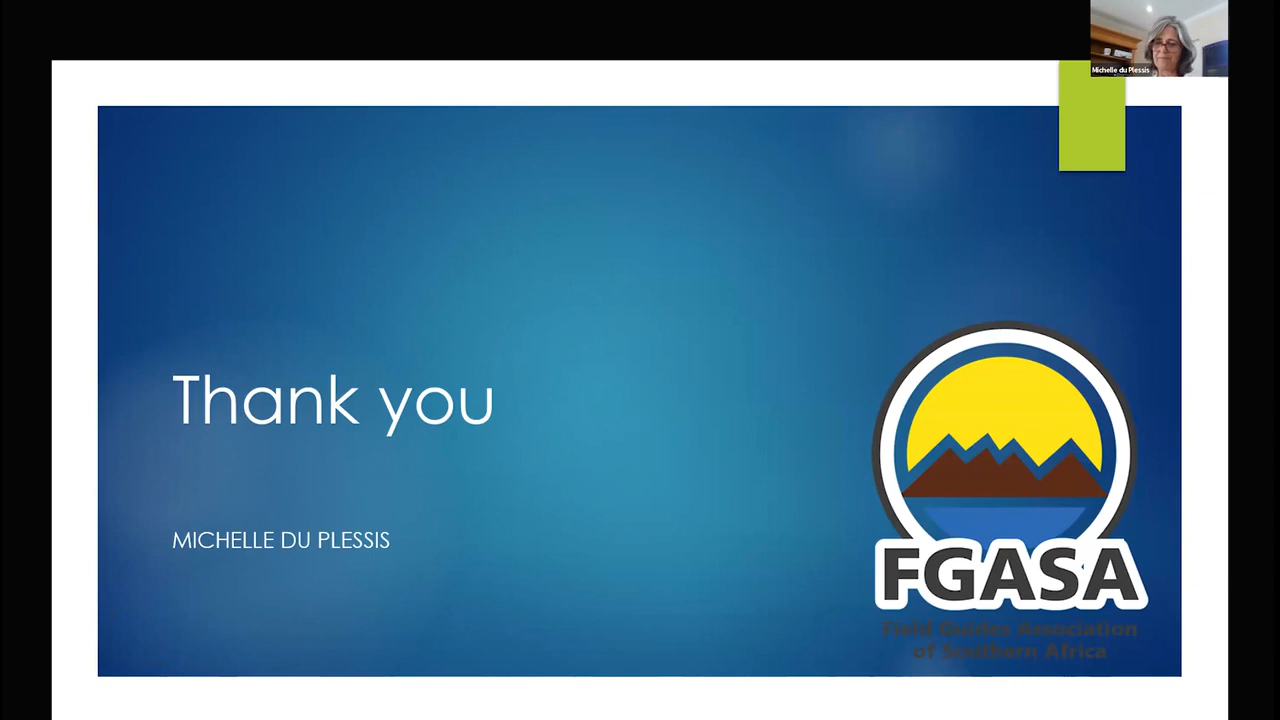 Michelle du Plessis
Thank you
MICHELLE DU PLESSIS
FGASA
Field Guides Association
of Southern Africa